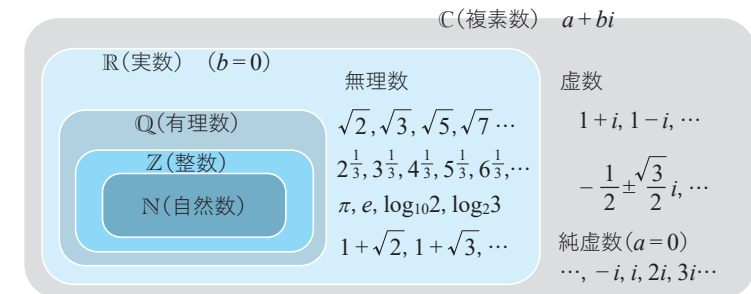 ℂ(複素数) a+bi
ℝ(実数) (b=0)
無理数
虚数
ℚ(有理数)
√2, √3, √5, √7 …
1+i, 1−i, …
ℤ(整数)
2^{1/3}, 3^{1/3}, 4^{1/3}, 5^{1/3}, 6^{1/3}, …
−1/2 ± √3/2 i, …
ℕ(自然数)
π, e, log₁₀2, log₂3
1+√2, 1+√3, …
純虚数(a=0)
…, −i, i, 2i, 3i…